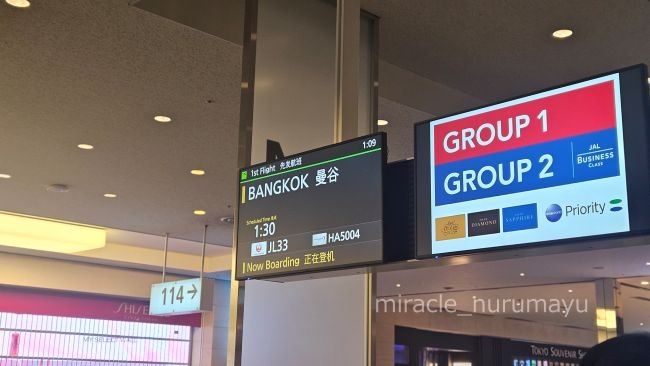 1st Flight 先发航班
1:09
BANGKOK 曼谷
Scheduled Time
1:30
JL33 HA5004
Now Boarding 正在登机
GROUP 1
GROUP 2
JAL
BUSINESS
CLASS
DIAMOND
SAPPHIRE
Priority
114 →
SHISEIDO
miracle_hurumayu
TOKYO SOUVENIR